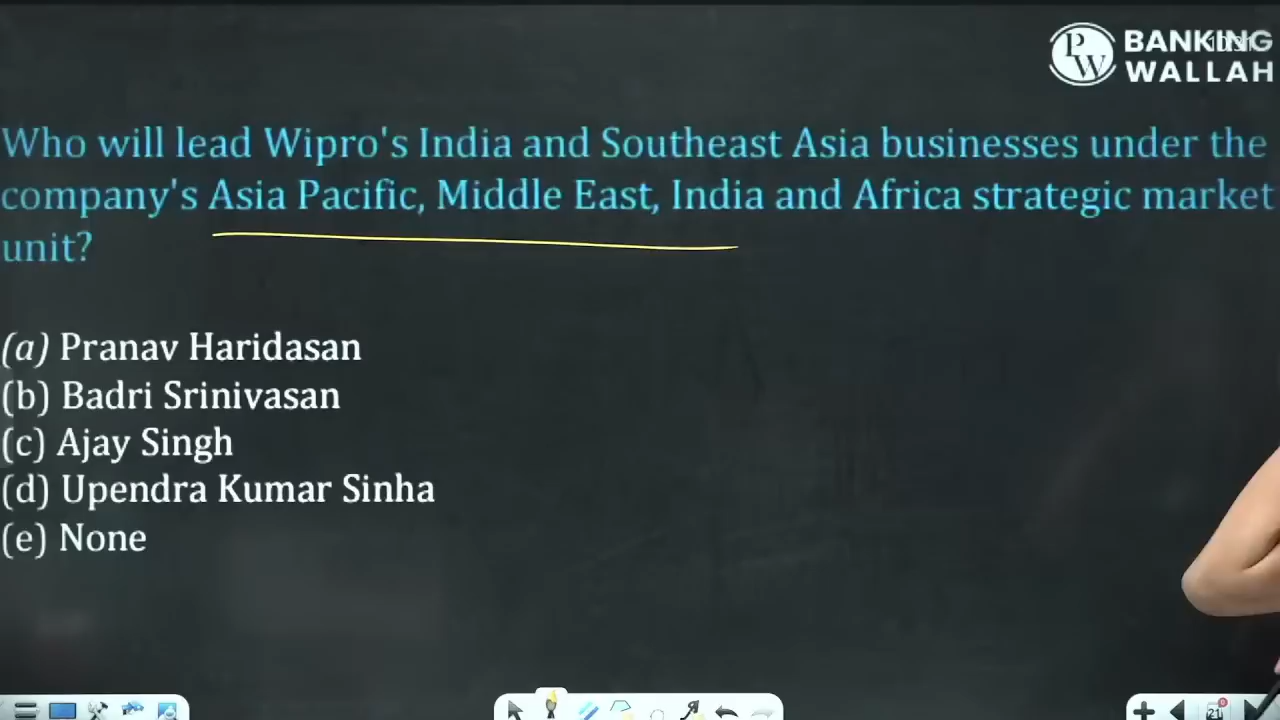 BANKING
WALLAH
Who will lead Wipro's India and Southeast Asia businesses under the
company's Asia Pacific, Middle East, India and Africa strategic market
unit?
(a) Pranav Haridasan
(b) Badri Srinivasan
(c) Ajay Singh
(d) Upendra Kumar Sinha
(e) None
21